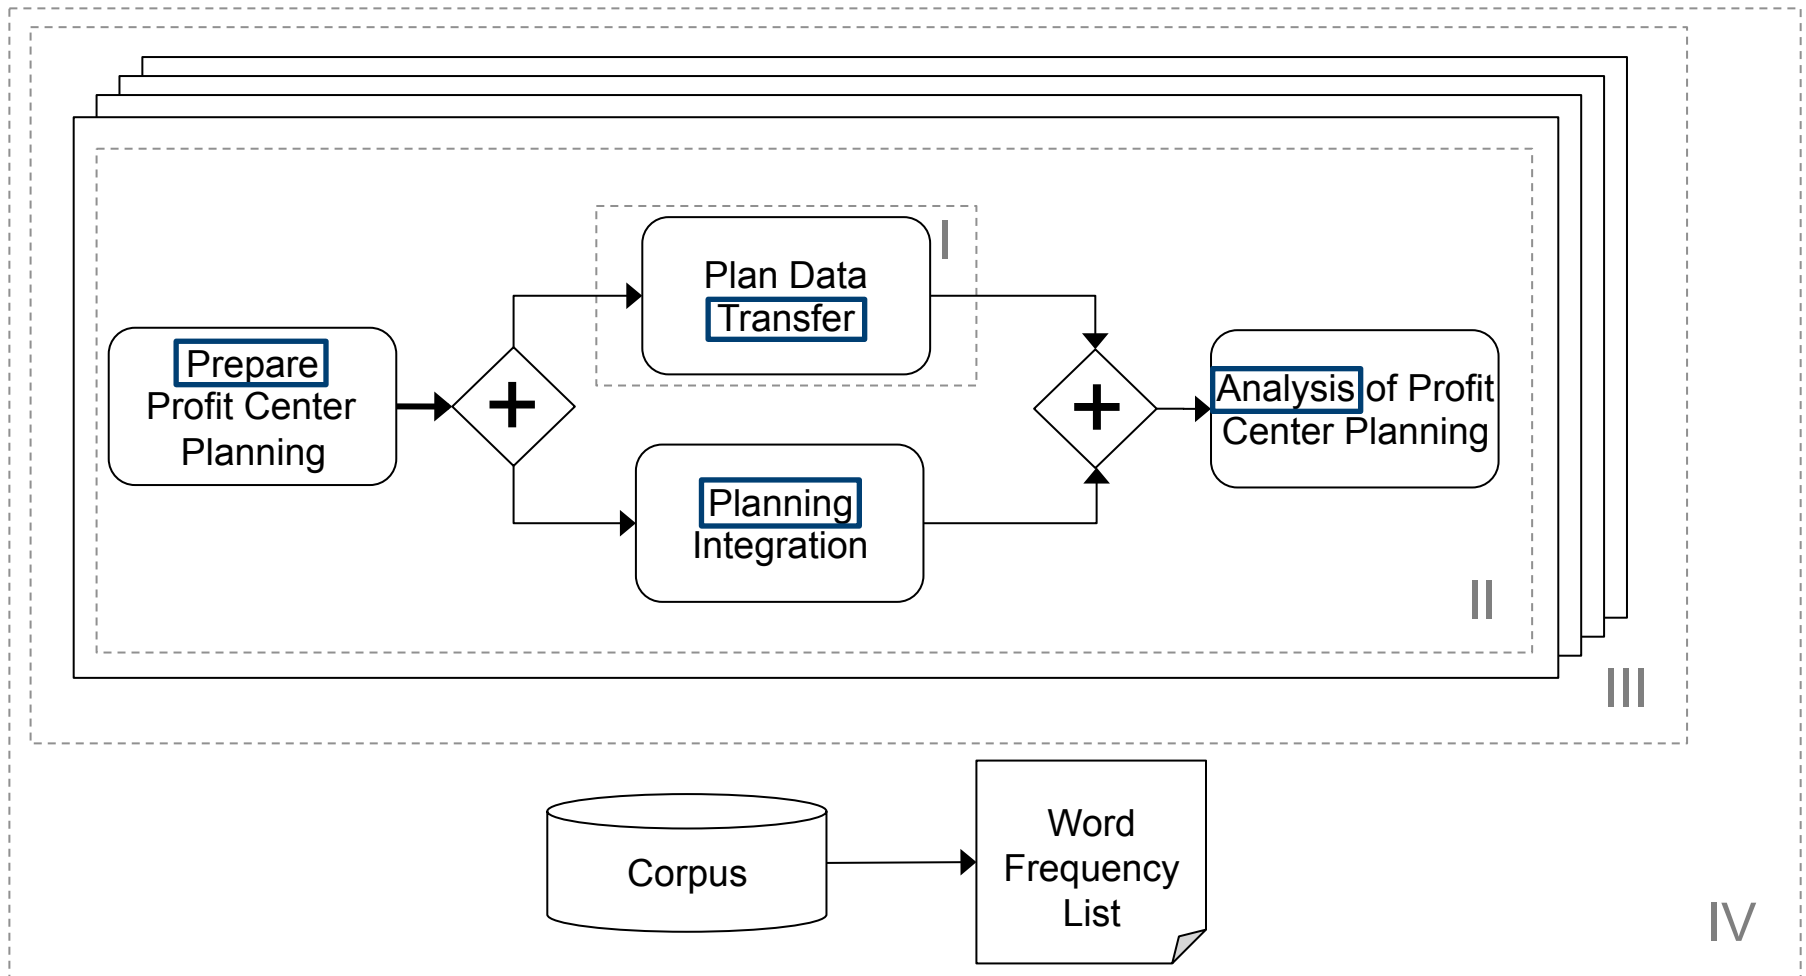 Plan Data
Transfer
I
Prepare
Profit Center
Planning
Analysis of Profit
Center Planning
Planning
Integration
II
III
Corpus
Word
Frequency
List
IV